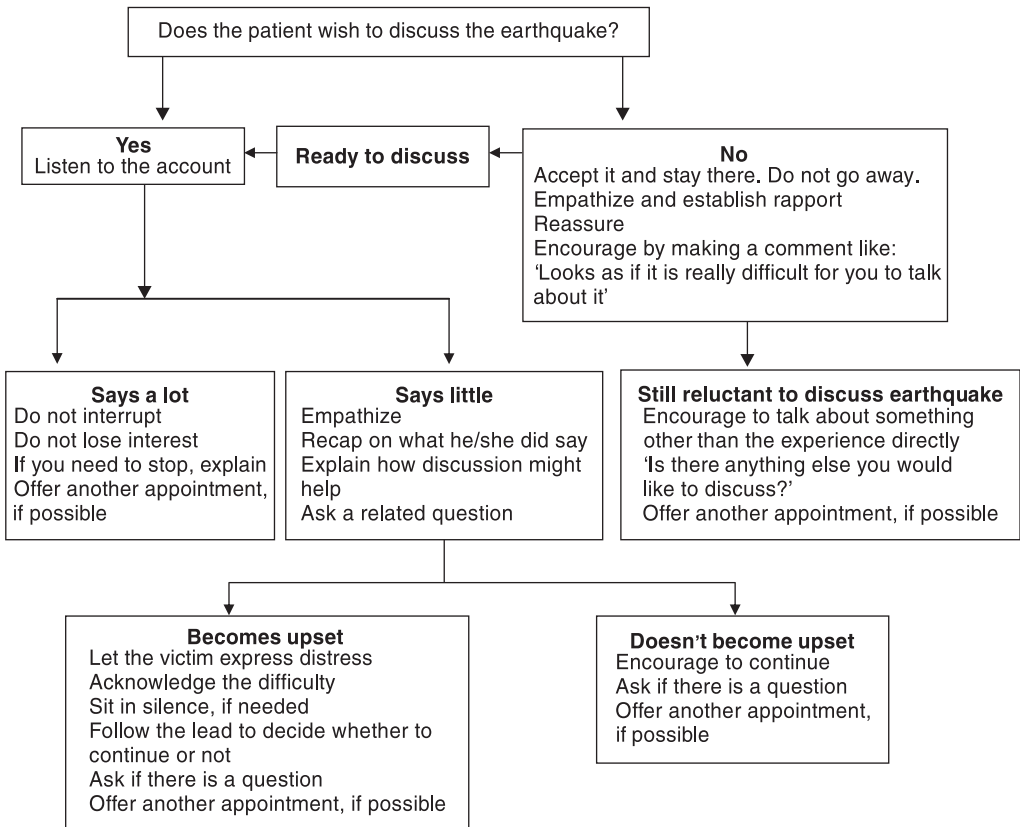 Does the patient wish to discuss the earthquake?
Yes
Listen to the account
Ready to discuss
No
Accept it and stay there. Do not go away.
Empathize and establish rapport
Reassure
Encourage by making a comment like:
‘Looks as if it is really difficult for you to talk
about it’
Says a lot
Do not interrupt
Do not lose interest
If you need to stop, explain
Offer another appointment,
if possible
Says little
Empathize
Recap on what he/she did say
Explain how discussion might
help
Ask a related question
Still reluctant to discuss earthquake
Encourage to talk about something
other than the experience directly
‘Is there anything else you would
like to discuss?’
Offer another appointment, if possible
Becomes upset
Let the victim express distress
Acknowledge the difficulty
Sit in silence, if needed
Follow the lead to decide whether to
continue or not
Ask if there is a question
Offer another appointment, if possible
Doesn't become upset
Encourage to continue
Ask if there is a question
Offer another appointment,
if possible